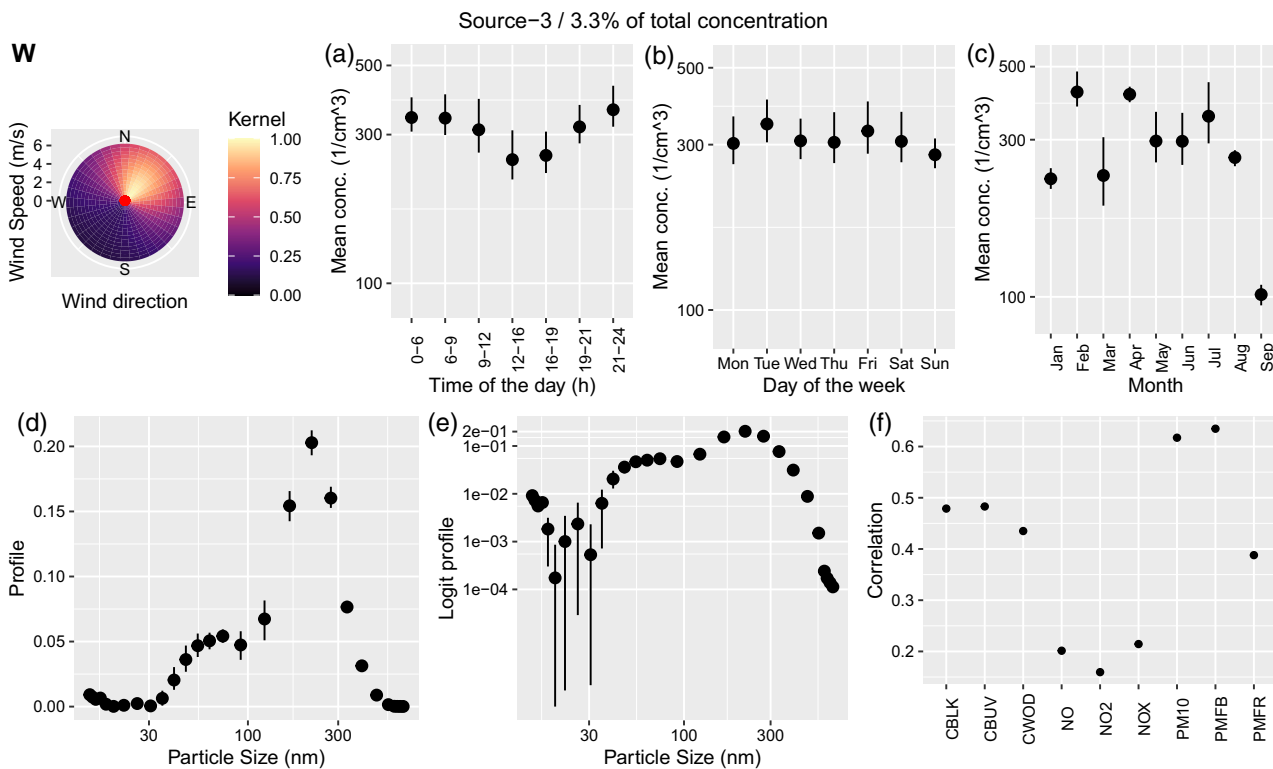 Source−3 / 3.3% of total concentration
W
Wind Speed (m/s)
6
4
2
0
N
W
E
S
Wind direction
Kernel
1.00
0.75
0.50
0.25
0.00
(a)
Mean conc. (1/cm^3)
500
300
100
0−6
6−9
9−12
12−16
16−19
19−21
21−24
Time of the day (h)
(b)
Mean conc. (1/cm^3)
500
300
100
Mon Tue Wed Thu Fri Sat Sun
Day of the week
(c)
Mean conc. (1/cm^3)
500
300
100
Jan
Feb
Mar
Apr
May
Jun
Jul
Aug
Sep
Month
(d)
Profile
0.20
0.15
0.10
0.05
0.00
30 100 300
Particle Size (nm)
(e)
Logit profile
2e−01
1e−01
1e−02
1e−03
1e−04
30 100 300
Particle Size (nm)
(f)
Correlation
0.6
0.5
0.4
0.3
0.2
CBLK
CBUV
CWOD
NO
NO2
NOX
PM10
PMFB
PMFR